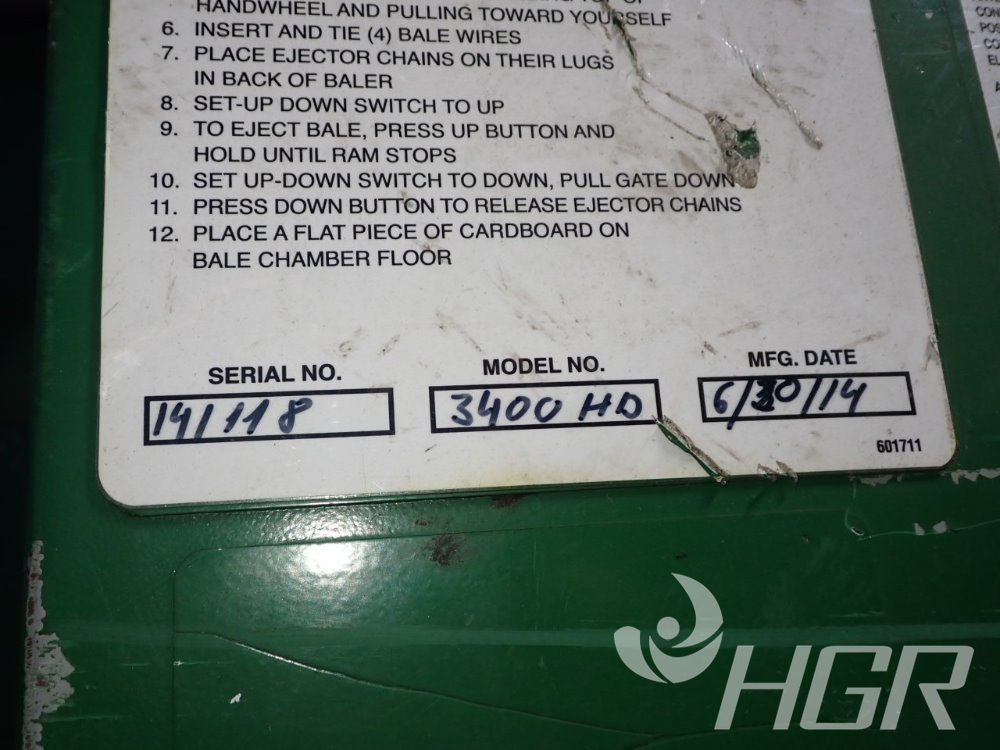 HANDWHEEL AND PULLING TOWARD YOURSELF
6. INSERT AND TIE (4) BALE WIRES
7. PLACE EJECTOR CHAINS ON THEIR LUGS
IN BACK OF BALER
8. SET-UP DOWN SWITCH TO UP
9. TO EJECT BALE, PRESS UP BUTTON AND
HOLD UNTIL RAM STOPS
10. SET UP-DOWN SWITCH TO DOWN, PULL GATE DOWN
11. PRESS DOWN BUTTON TO RELEASE EJECTOR CHAINS
12. PLACE A FLAT PIECE OF CARDBOARD ON
BALE CHAMBER FLOOR
SERIAL NO. MODEL NO. MFG. DATE
14/118 3400 HD 6/30/14
601711
HGR